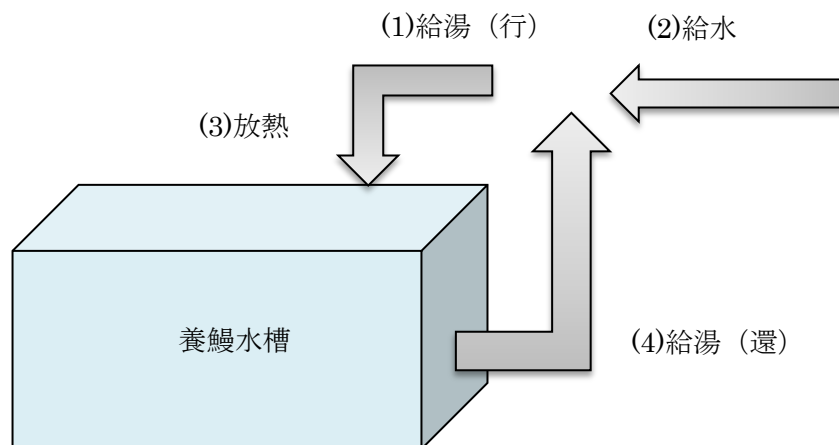 (1)給湯（行）
(2)給水
(3)放熱
養鰻水槽
(4)給湯（還）